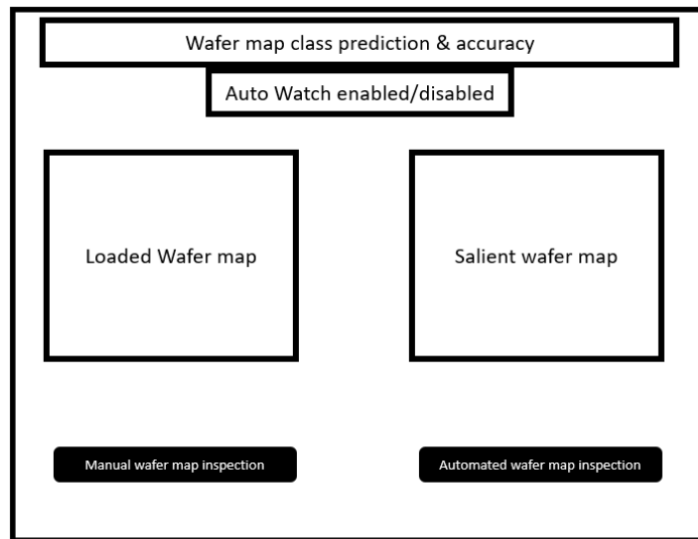 Wafer map class prediction & accuracy
Auto Watch enabled/disabled
Loaded Wafer map
Salient wafer map
Manual wafer map inspection
Automated wafer map inspection